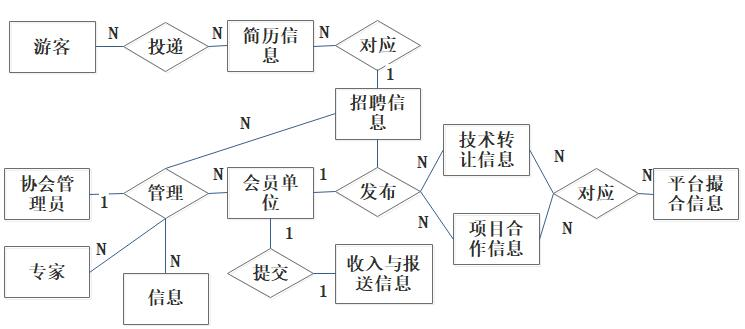 游客
N
投递
N
简历信
息
N
对应
1
招聘信
息
N
技术转
让信息
协会管
理员
1
管理
N
会员单
位
1
发布
N
N
N
对应
N
平台撮
合信息
N
项目合
作信息
专家
N
N
信息
1
提交
1
收入与报
送信息